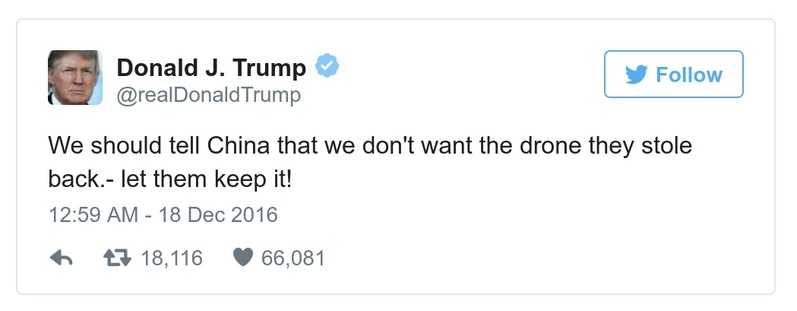 Donald J. Trump
@realDonaldTrump
Follow
We should tell China that we don't want the drone they stole
back.- let them keep it!
12:59 AM - 18 Dec 2016
18,116 66,081